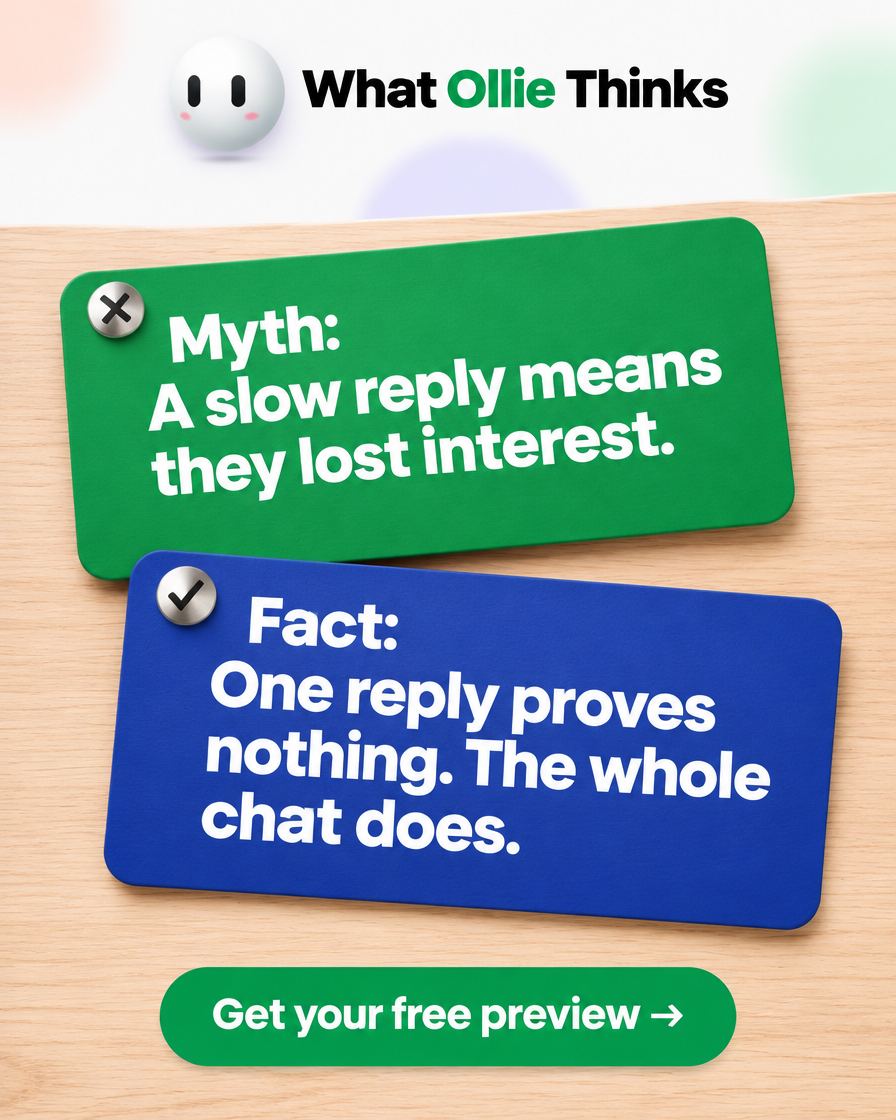 What Ollie Thinks
Myth:
A slow reply means
they lost interest.
Fact:
One reply proves
nothing. The whole
chat does.
Get your free preview →